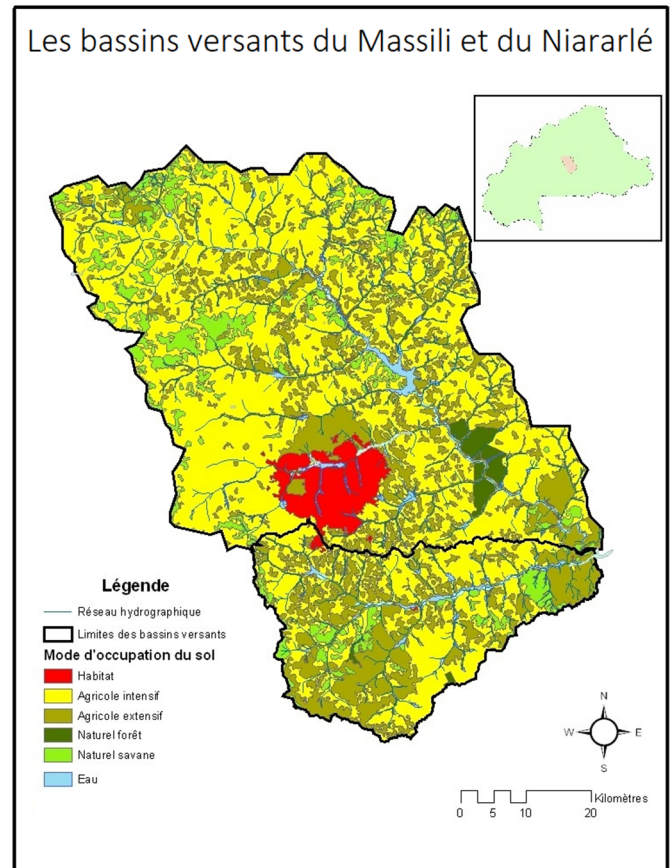 Les bassins versants du Massili et du Niararlé
Légende
Réseau hydrographique
Limites des bassins versants
Mode d'occupation du sol
Habitat
Agricole intensif
Agricole extensif
Naturel forêt
Naturel savane
Eau
N
W E
S
Kilomètres
0 5 10 20